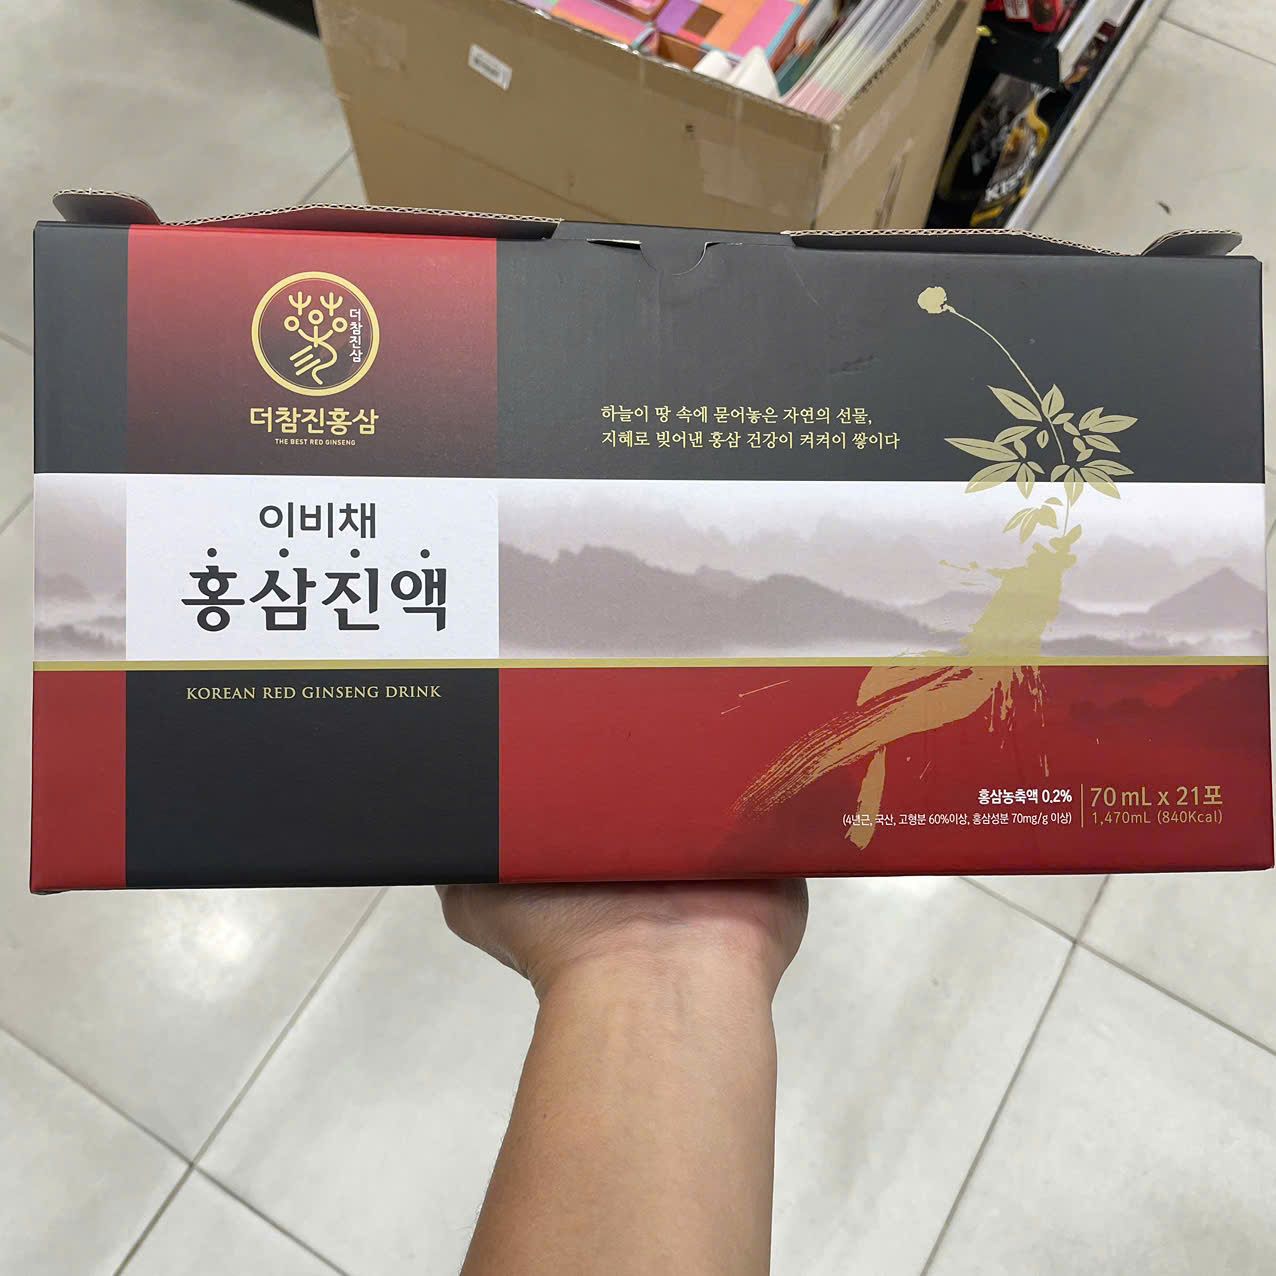 더참진삼
더참진홍삼
THE BEST RED GINSENG
하늘이 땅 속에 묻어놓은 자연의 선물,
지혜로 빚어낸 홍삼 건강이 켜켜이 쌓이다
이비채
홍삼진액
KOREAN RED GINSENG DRINK
홍삼농축액 0.2%
(4년근, 국산, 고형분 60%이상, 홍삼성분 70mg/g 이상)
70mL x 21포
1,470mL (840Kcal)